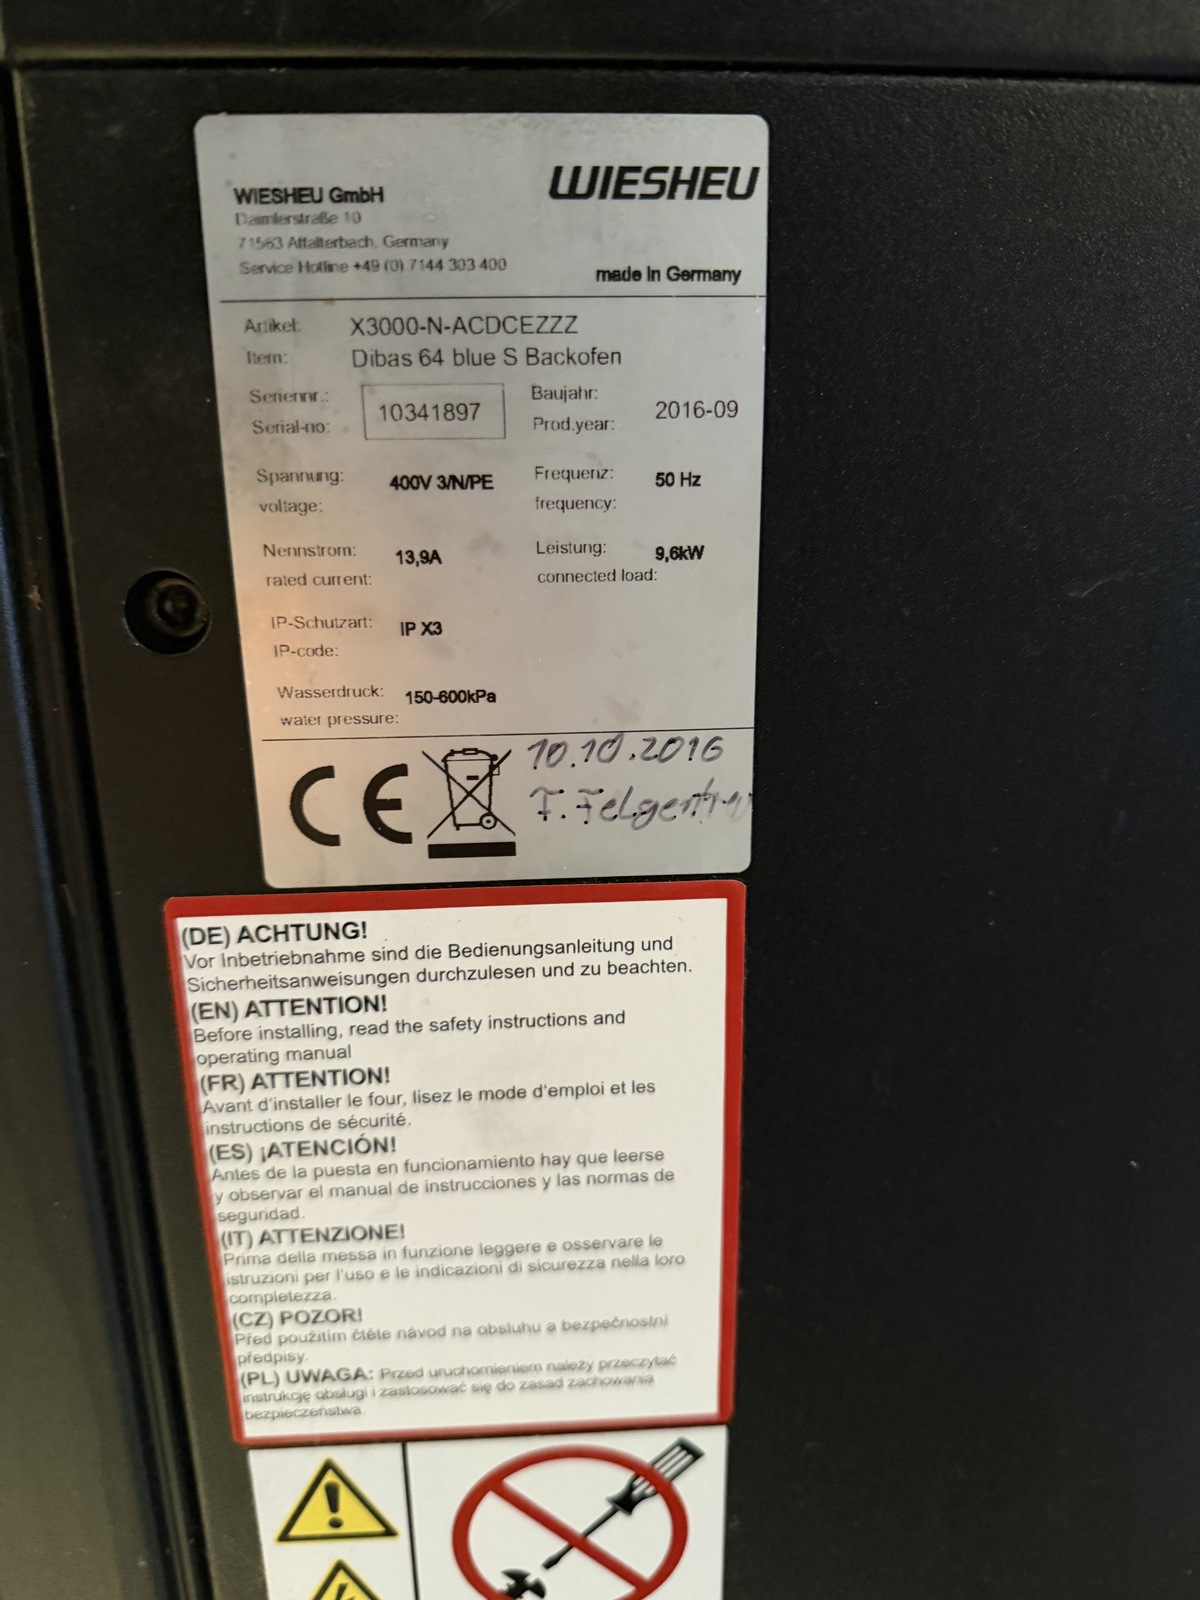 WIESHEU GmbH
WIESHEU
Daimlerstraße 10
71563 Affalterbach, Germany
Service Hotline +49 (0) 7144 303 400
made in Germany
Artikel: X3000-N-ACDCEZZZ
Item: Dibas 64 blue S Backofen
Seriennr.:
Serial-no:
10341897
Baujahr:
Prod.year:
2016-09
Spannung:
voltage:
400V 3/N/PE
Frequenz:
frequency:
50 Hz
Nennstrom:
rated current:
13,9A
Leistung:
connected load:
9,6kW
IP-Schutzart:
IP-code:
IP X3
Wasserdruck:
water pressure:
150-600kPa
CE
10.10.2016
(DE) ACHTUNG!
Vor Inbetriebnahme sind die Bedienungsanleitung und
Sicherheitsanweisungen durchzulesen und zu beachten.
(EN) ATTENTION!
Before installing, read the safety instructions and
operating manual
(FR) ATTENTION!
Avant d'installer le four, lisez le mode d'emploi et les
instructions de sécurité.
(ES) ¡ATENCIÓN!
Antes de la puesta en funcionamiento hay que leerse
y observar el manual de instrucciones y las normas de
seguridad.
(IT) ATTENZIONE!
Prima della messa in funzione leggere e osservare le
istruzioni per l'uso e le indicazioni di sicurezza nella loro
completezza.
(CZ) POZOR!
Před použitím čtěte návod na obsluhu a bezpečnostní
předpisy.
(PL) UWAGA: Przed uruchomieniem należy przeczytać
instrukcję obsługi i zastosować się do zasad zachowania
bezpieczeństwa